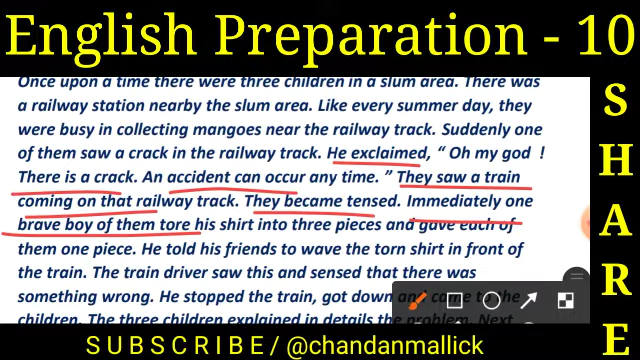 English Preparation - 10
Once upon a time there were three children in a slum area. There was
a railway station nearby the slum area. Like every summer day, they
were busy in collecting mangoes near the railway track. Suddenly one
of them saw a crack in the railway track. He exclaimed, “ Oh my god !
There is a crack. An accident can occur any time. ” They saw a train
coming on that railway track. They became tensed. Immediately one
brave boy of them tore his shirt into three pieces and gave each of
them one piece. He told his friends to wave the torn shirt in front of
the train. The train driver saw this and sensed that there was
something wrong. He stopped the train, got down and came to the
children. The three children explained in details the problem. Next
SUBSCRIBE/ @chandanmallick
S
H
A
R
E